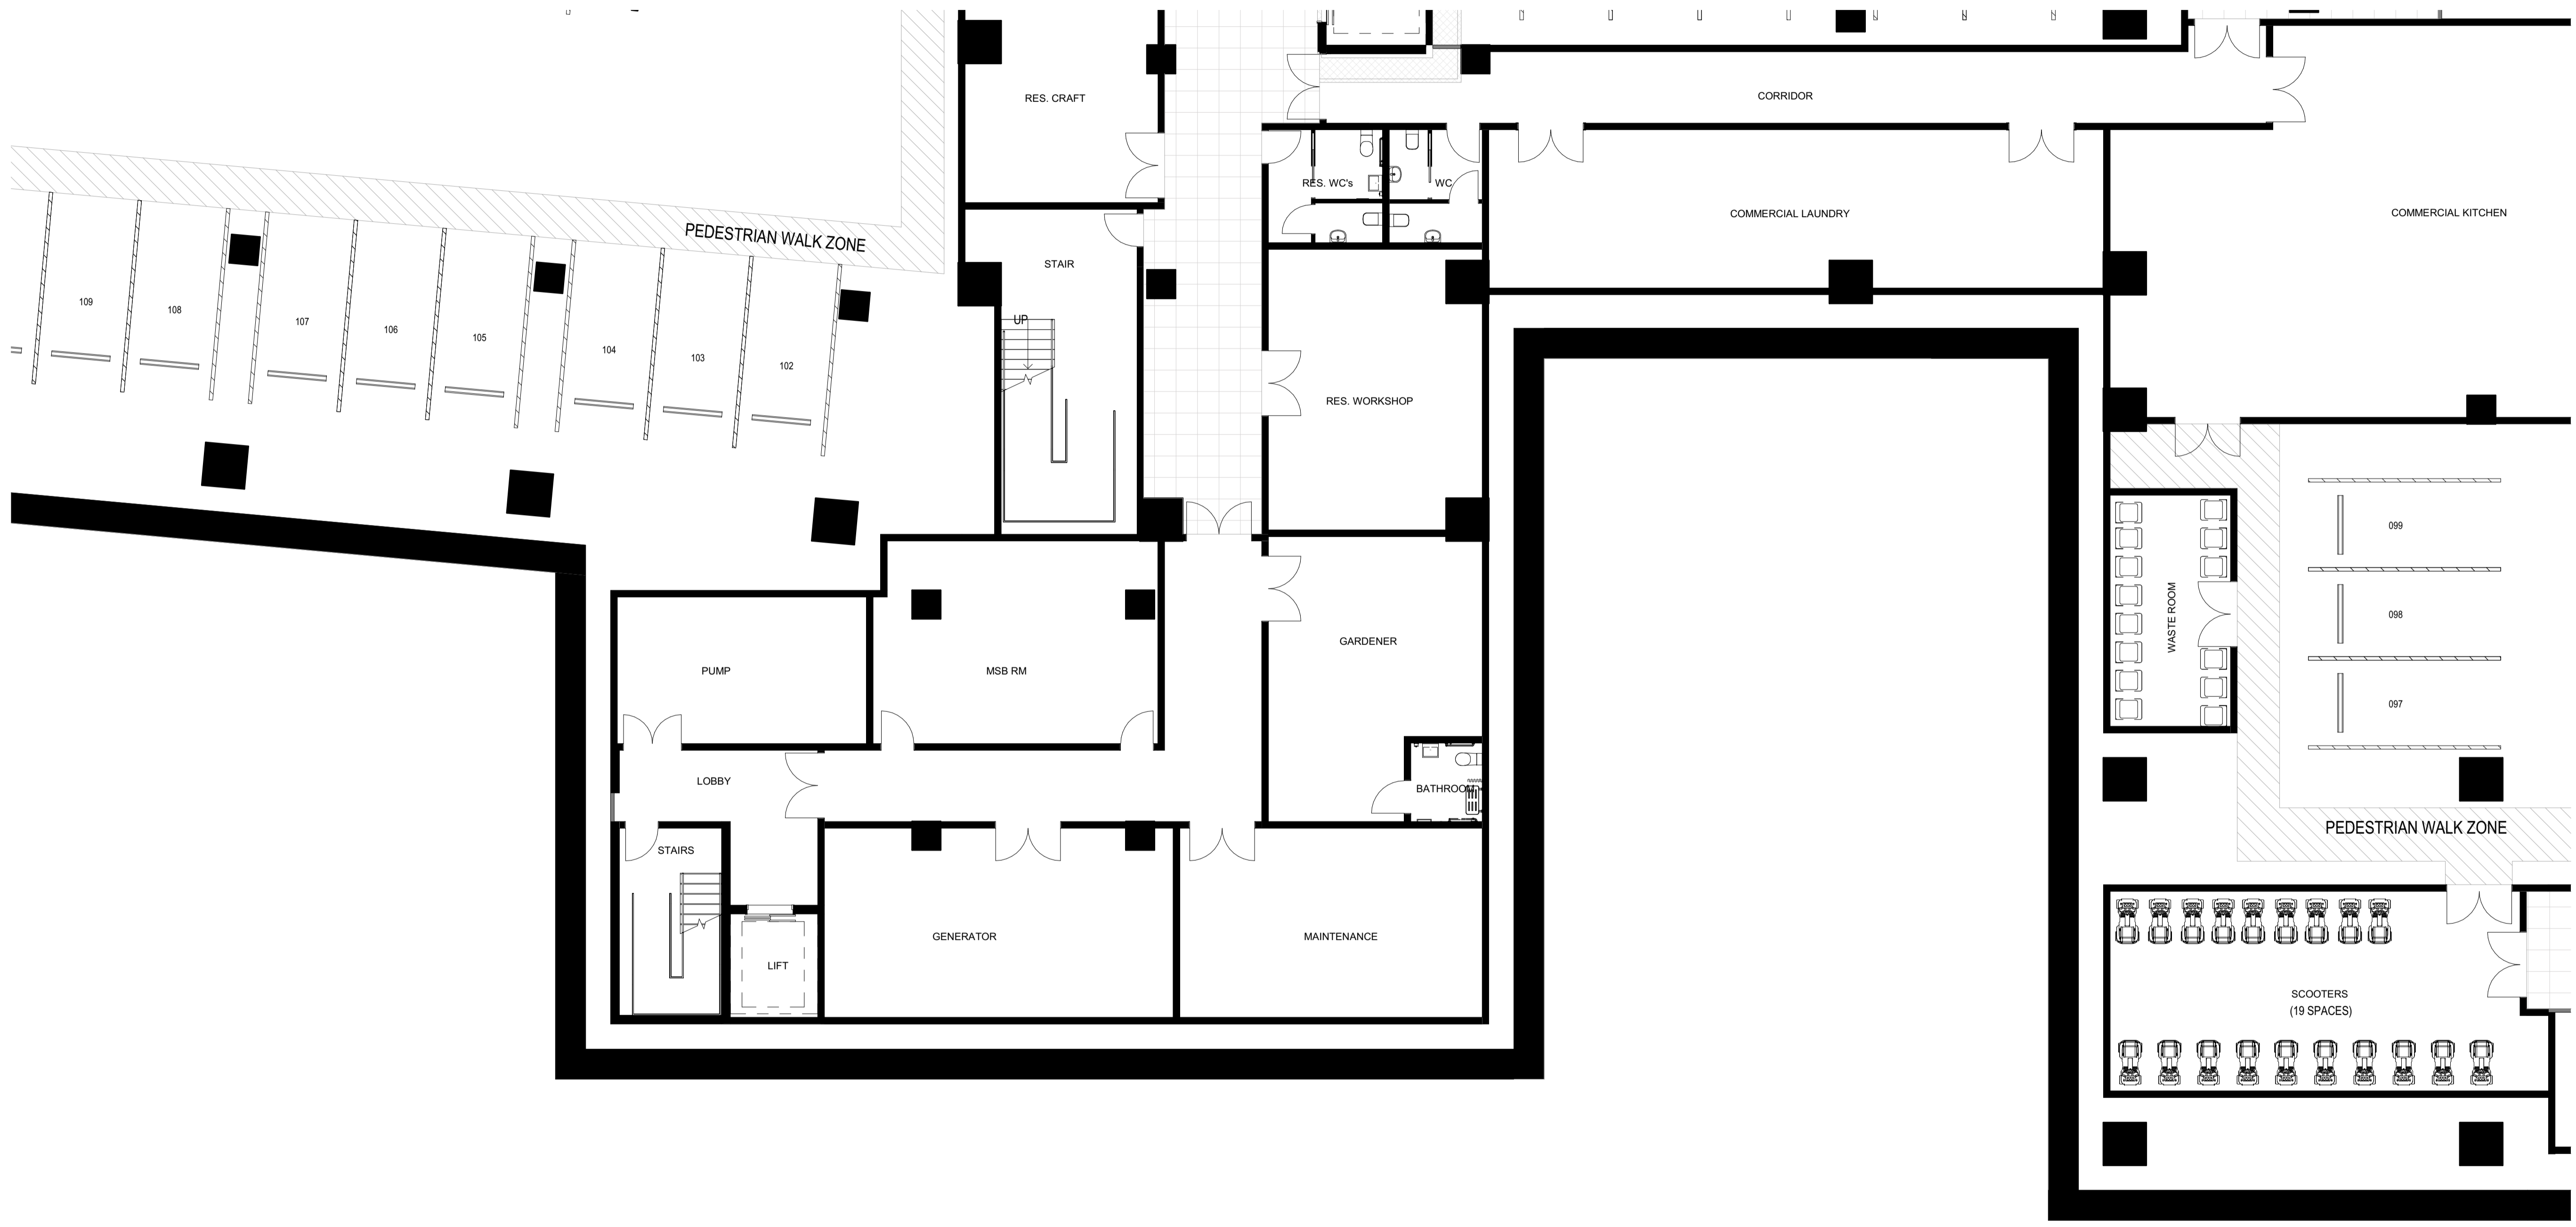 RES. CRAFT
CORRIDOR
RES. WC's
WC
COMMERCIAL LAUNDRY
COMMERCIAL KITCHEN
PEDESTRIAN WALK ZONE
STAIR
UP
109
108
107
106
105
104
103
102
RES. WORKSHOP
099
098
097
WASTE ROOM
GARDENER
PUMP
MSB RM
LOBBY
BATHROOM
PEDESTRIAN WALK ZONE
STAIRS
GENERATOR
MAINTENANCE
LIFT
SCOOTERS
(19 SPACES)